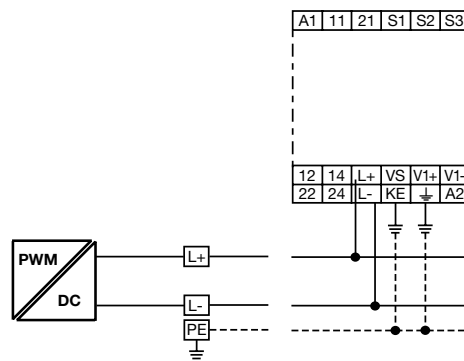 A1 11 21 S1 S2 S3
12 14 L+ VS V1+ V1-
22 24 L- KE ⏚ A2
PWM
DC
L+
L-
PE